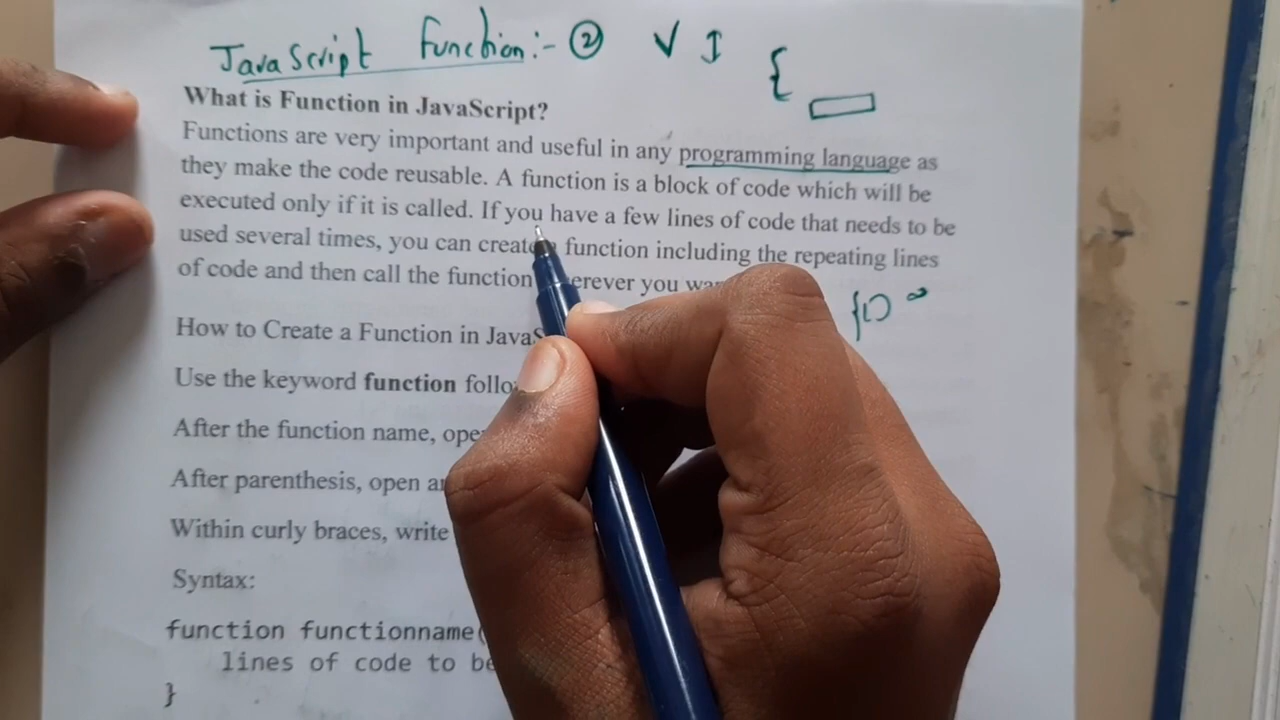 JavaScript Function:- 2 V I {
What is Function in JavaScript?
Functions are very important and useful in any programming language as
they make the code reusable. A function is a block of code which will be
executed only if it is called. If you have a few lines of code that needs to be
used several times, you can create function including the repeating lines
of code and then call the function erever you
How to Create a Function in JavaS
Use the keyword function follo
After the function name, ope
After parenthesis, open
Within curly braces, write
Syntax:
function functionname(
lines of code to be
}